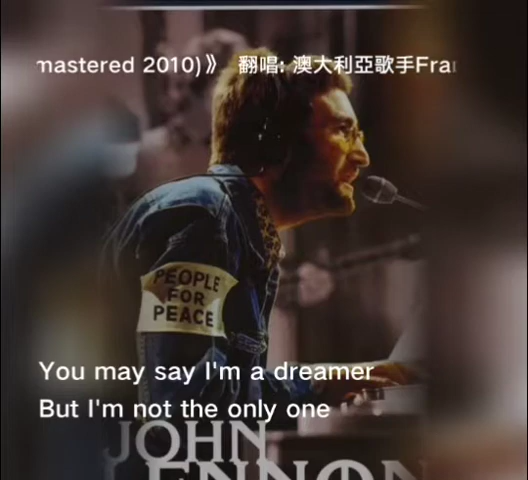 mastered 2010)》 翻唱: 澳大利亞歌手Fra
PEOPLE
FOR
PEACE
You may say I'm a dreamer
But I'm not the only one
JOHN
LENNON